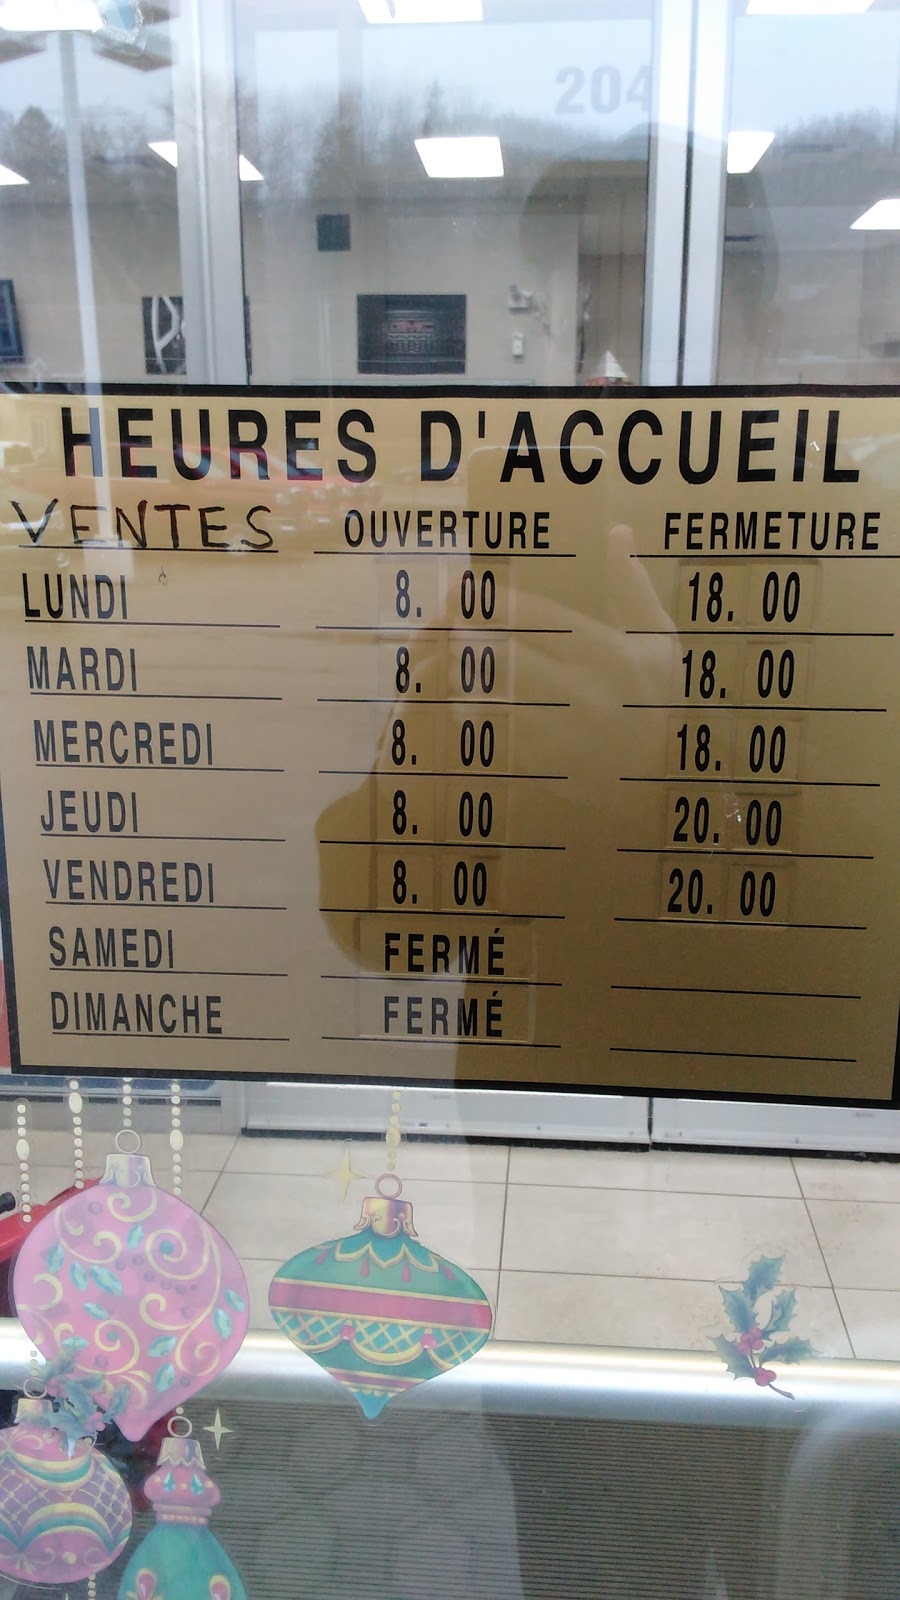 204
HEURES D'ACCUEIL
VENTES OUVERTURE FERMETURE
LUNDI 8. 00 18. 00
MARDI 8. 00 18. 00
MERCREDI 8. 00 18. 00
JEUDI 8. 00 20. 00
VENDREDI 8. 00 20. 00
SAMEDI FERMÉ
DIMANCHE FERMÉ